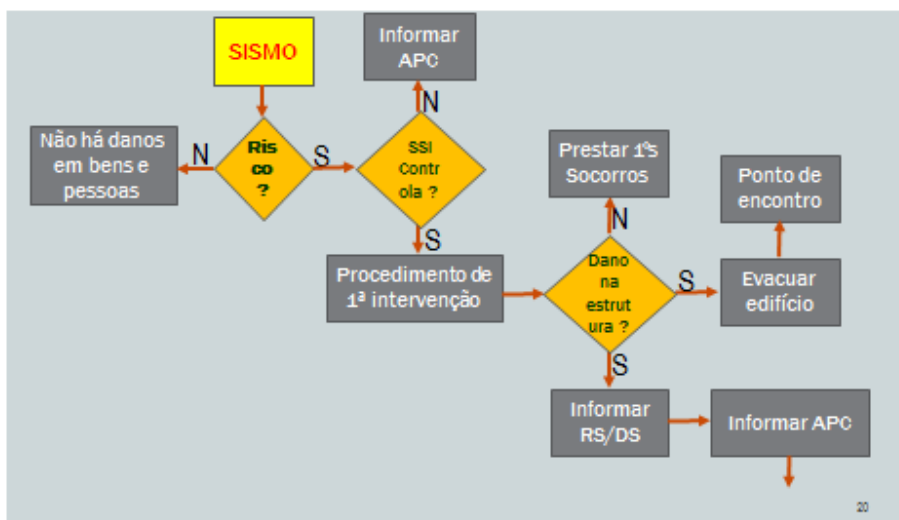 SISMO
Informar
APC
N
Não há danos
em bens e
pessoas
N
Ris
co
?
S
SSI
Contr
ola ?
S
Procedimento de
1ª intervenção
Prestar 1ºs
Socorros
N
Dano
na
estrut
ura ?
S
Evacuar
edifício
Ponto de
encontro
S
Informar
RS/DS
Informar APC
20